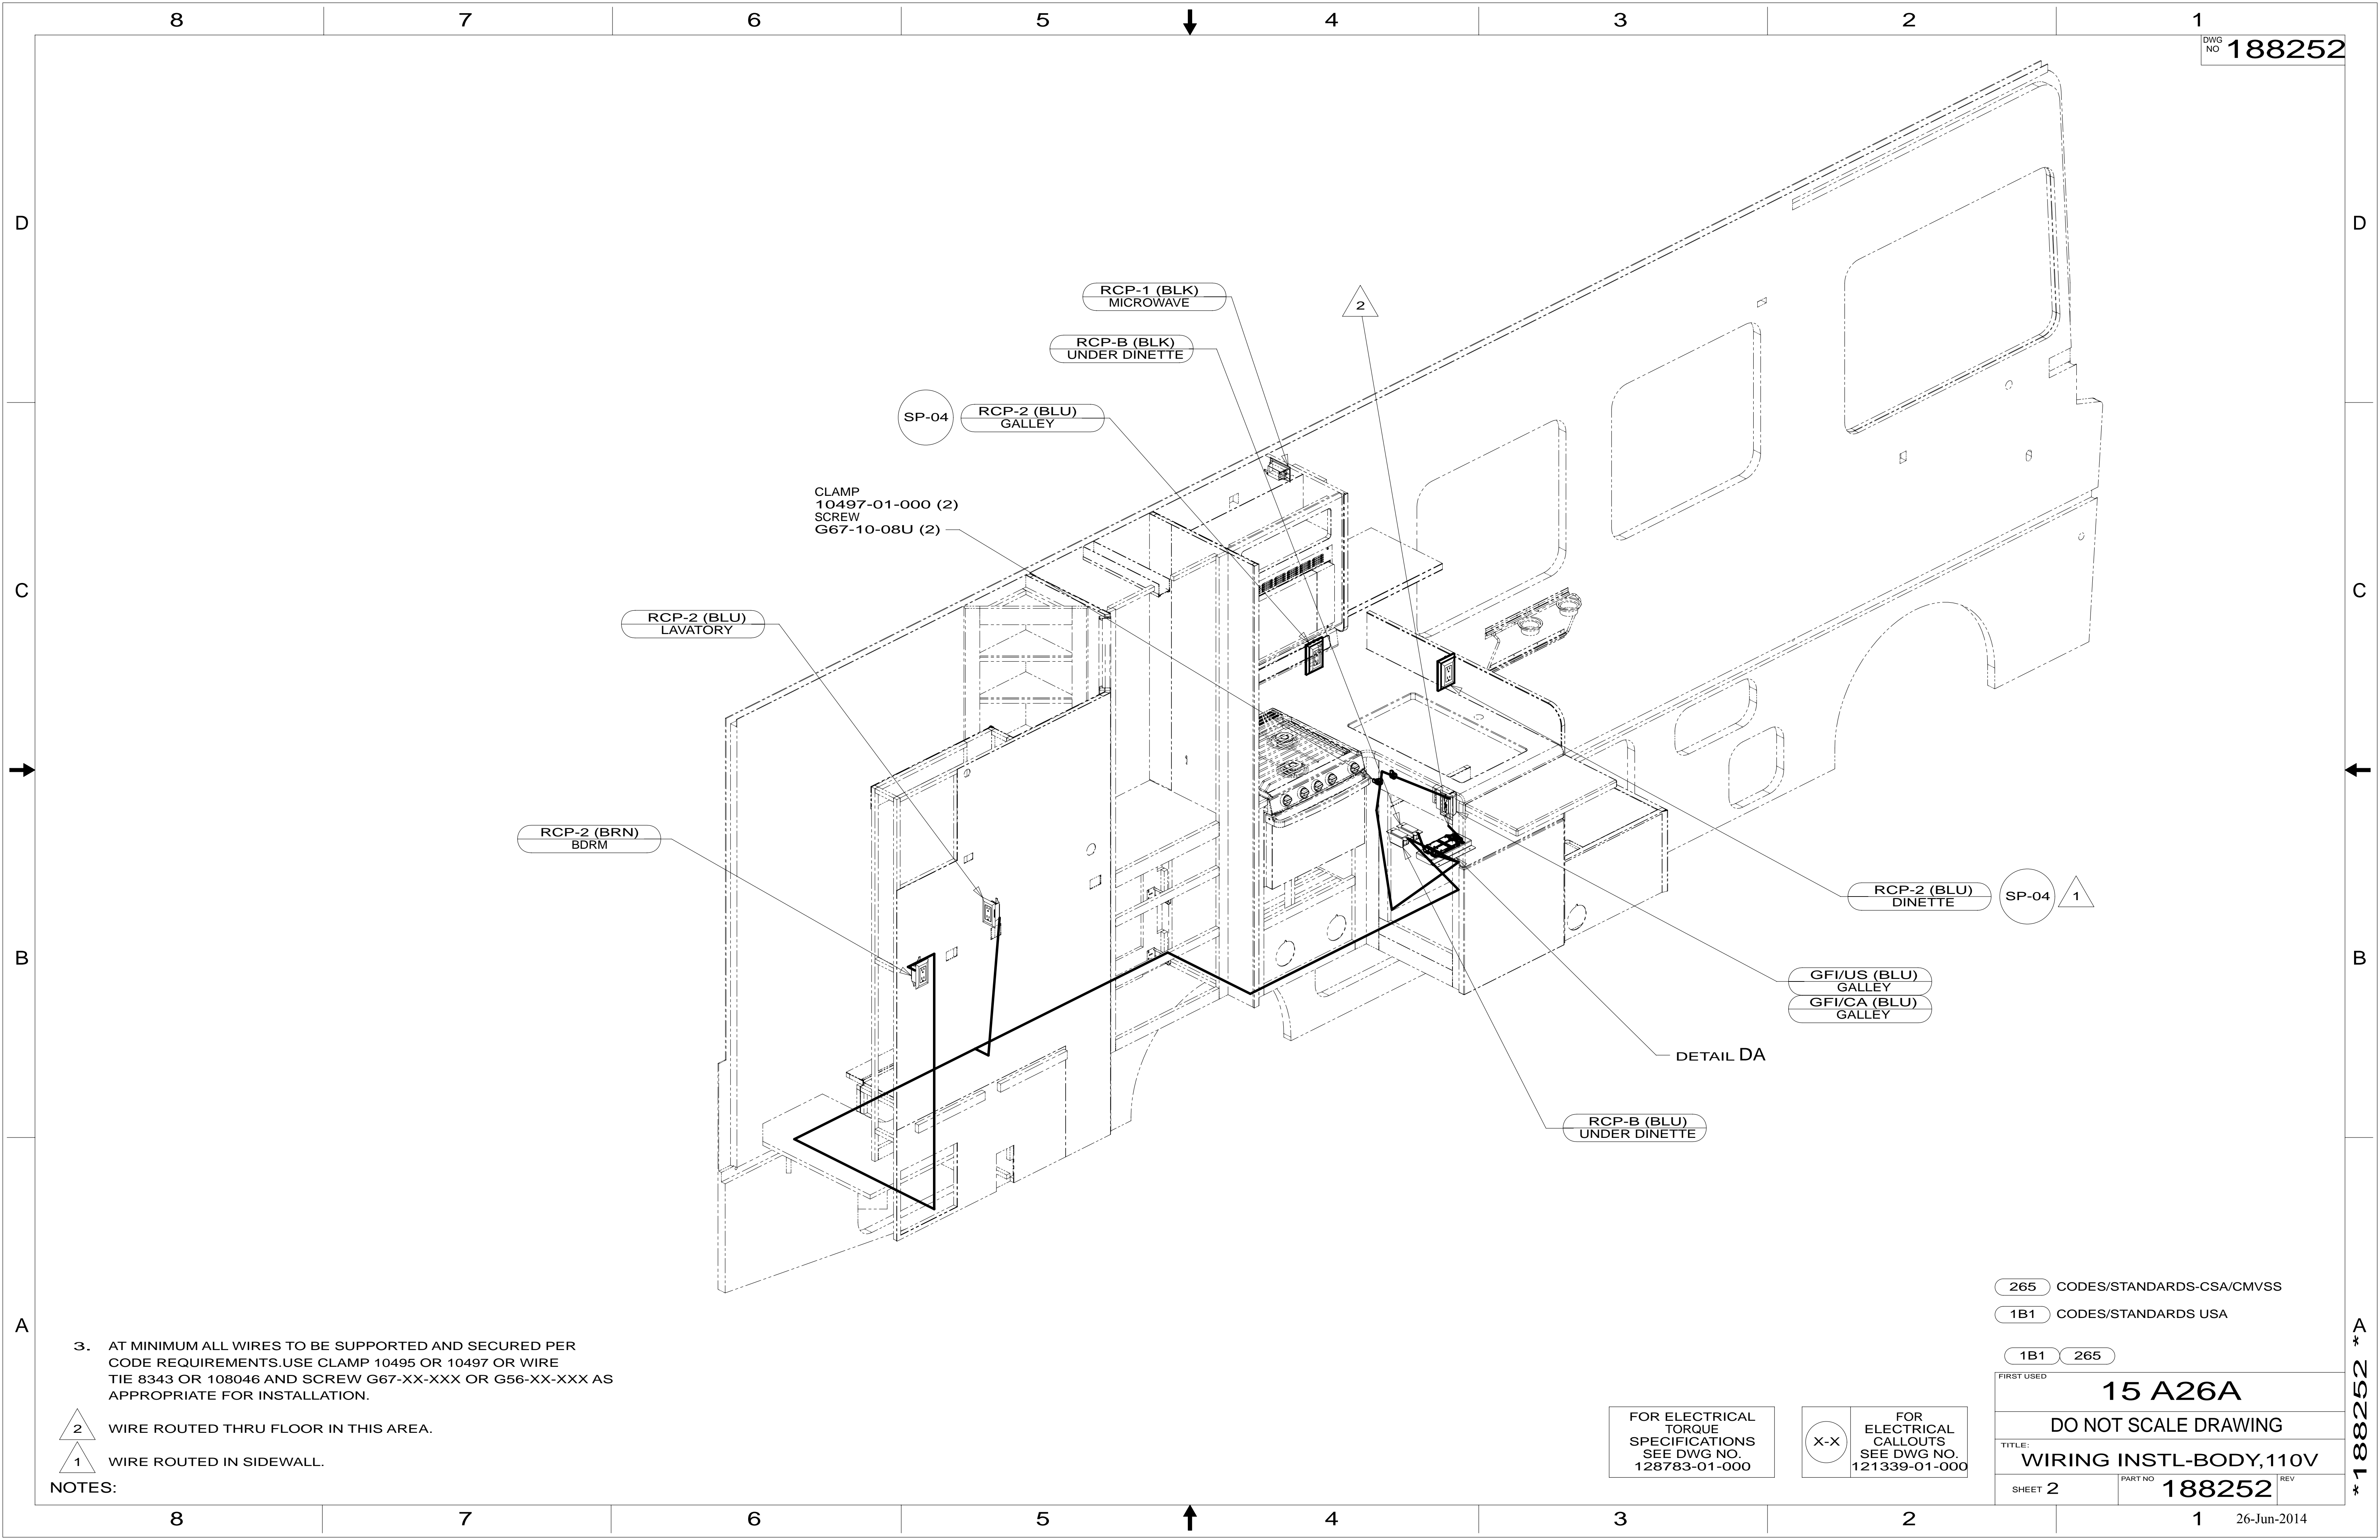 8 7 6 5 4 3 2 1
DWG
NO 188252
D D
RCP-1 (BLK)
MICROWAVE
2
RCP-B (BLK)
UNDER DINETTE
SP-04
RCP-2 (BLU)
GALLEY
CLAMP
10497-01-000 (2)
SCREW
G67-10-08U (2)
C C
RCP-2 (BLU)
LAVATORY
RCP-2 (BRN)
BDRM
RCP-2 (BLU)
DINETTE
SP-04
1
B B
GFI/US (BLU)
GALLEY
GFI/CA (BLU)
GALLEY
DETAIL DA
RCP-B (BLU)
UNDER DINETTE
265 CODES/STANDARDS-CSA/CMVSS
1B1 CODES/STANDARDS USA
A A
1B1 265
3. AT MINIMUM ALL WIRES TO BE SUPPORTED AND SECURED PER
CODE REQUIREMENTS.USE CLAMP 10495 OR 10497 OR WIRE
TIE 8343 OR 108046 AND SCREW G67-XX-XXX OR G56-XX-XXX AS
APPROPRIATE FOR INSTALLATION.
2 WIRE ROUTED THRU FLOOR IN THIS AREA.
1 WIRE ROUTED IN SIDEWALL.
NOTES:
FOR ELECTRICAL
TORQUE
SPECIFICATIONS
SEE DWG NO.
128783-01-000
X-X
FOR
ELECTRICAL
CALLOUTS
SEE DWG NO.
121339-01-000
FIRST USED
15 A26A
DO NOT SCALE DRAWING
TITLE:
WIRING INSTL-BODY,110V
SHEET 2
PART NO
188252
REV
*188252*
8 7 6 5 4 3 2 1
26-Jun-2014